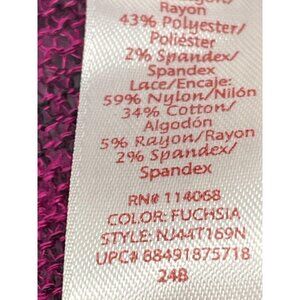 Rayon
43% Polyester/
Poliéster
2% Spandex/
Spandex
Lace/Encaje:
59% Nylon/Nilón
34% Cotton/
Algodón
5% Rayon/Rayon
2% Spandex/
Spandex
RN# 114068
COLOR: FUCHSIA
STYLE: NJ44T169N
UPC# 88491875718
24B